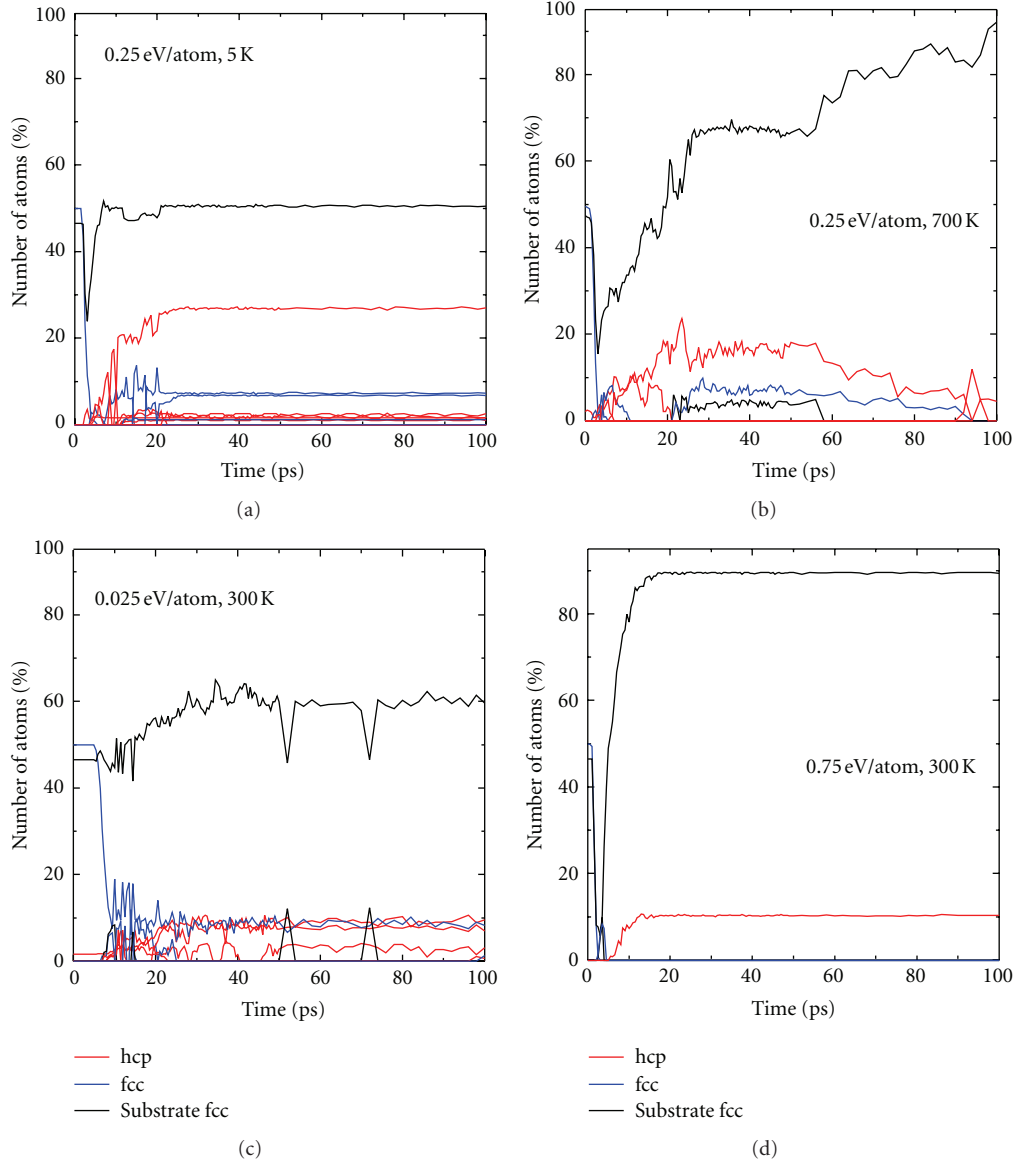 100
80
60
40
20
0
Number of atoms (%)
0.25 eV/atom, 5 K
0 20 40 60 80 100
Time (ps)
(a)
100
80
60
40
20
0
Number of atoms (%)
0.25 eV/atom, 700 K
0 20 40 60 80 100
Time (ps)
(b)
100
80
60
40
20
0
Number of atoms (%)
0.025 eV/atom, 300 K
0 20 40 60 80 100
Time (ps)
hcp
fcc
Substrate fcc
(c)
80
60
40
20
0
Number of atoms (%)
0.75 eV/atom, 300 K
0 20 40 60 80 100
Time (ps)
hcp
fcc
Substrate fcc
(d)